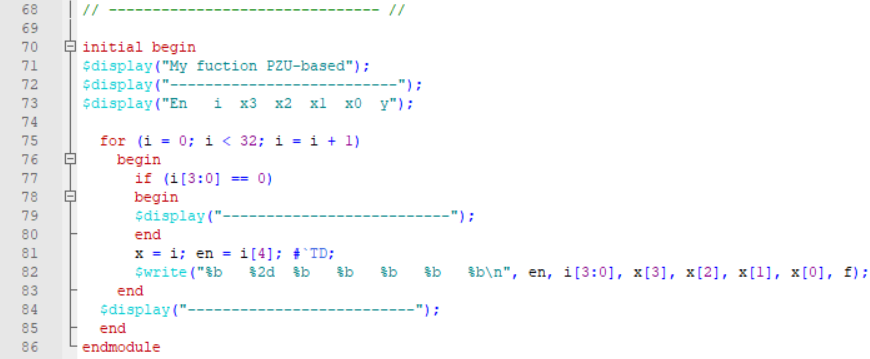 68 // ------------------------------- //
69
70 initial begin
71 $display("My fuction PZU-based");
72 $display("--------------------------");
73 $display("En   i  x3  x2  x1  x0  y");
74
75 for (i = 0; i < 32; i = i + 1)
76 begin
77 if (i[3:0] == 0)
78 begin
79 $display("--------------------------");
80 end
81 x = i; en = i[4]; #`TD;
82 $write("%b   %2d  %b   %b   %b   %b   %b\n", en, i[3:0], x[3], x[2], x[1], x[0], f);
83 end
84 $display("--------------------------");
85 end
86 endmodule